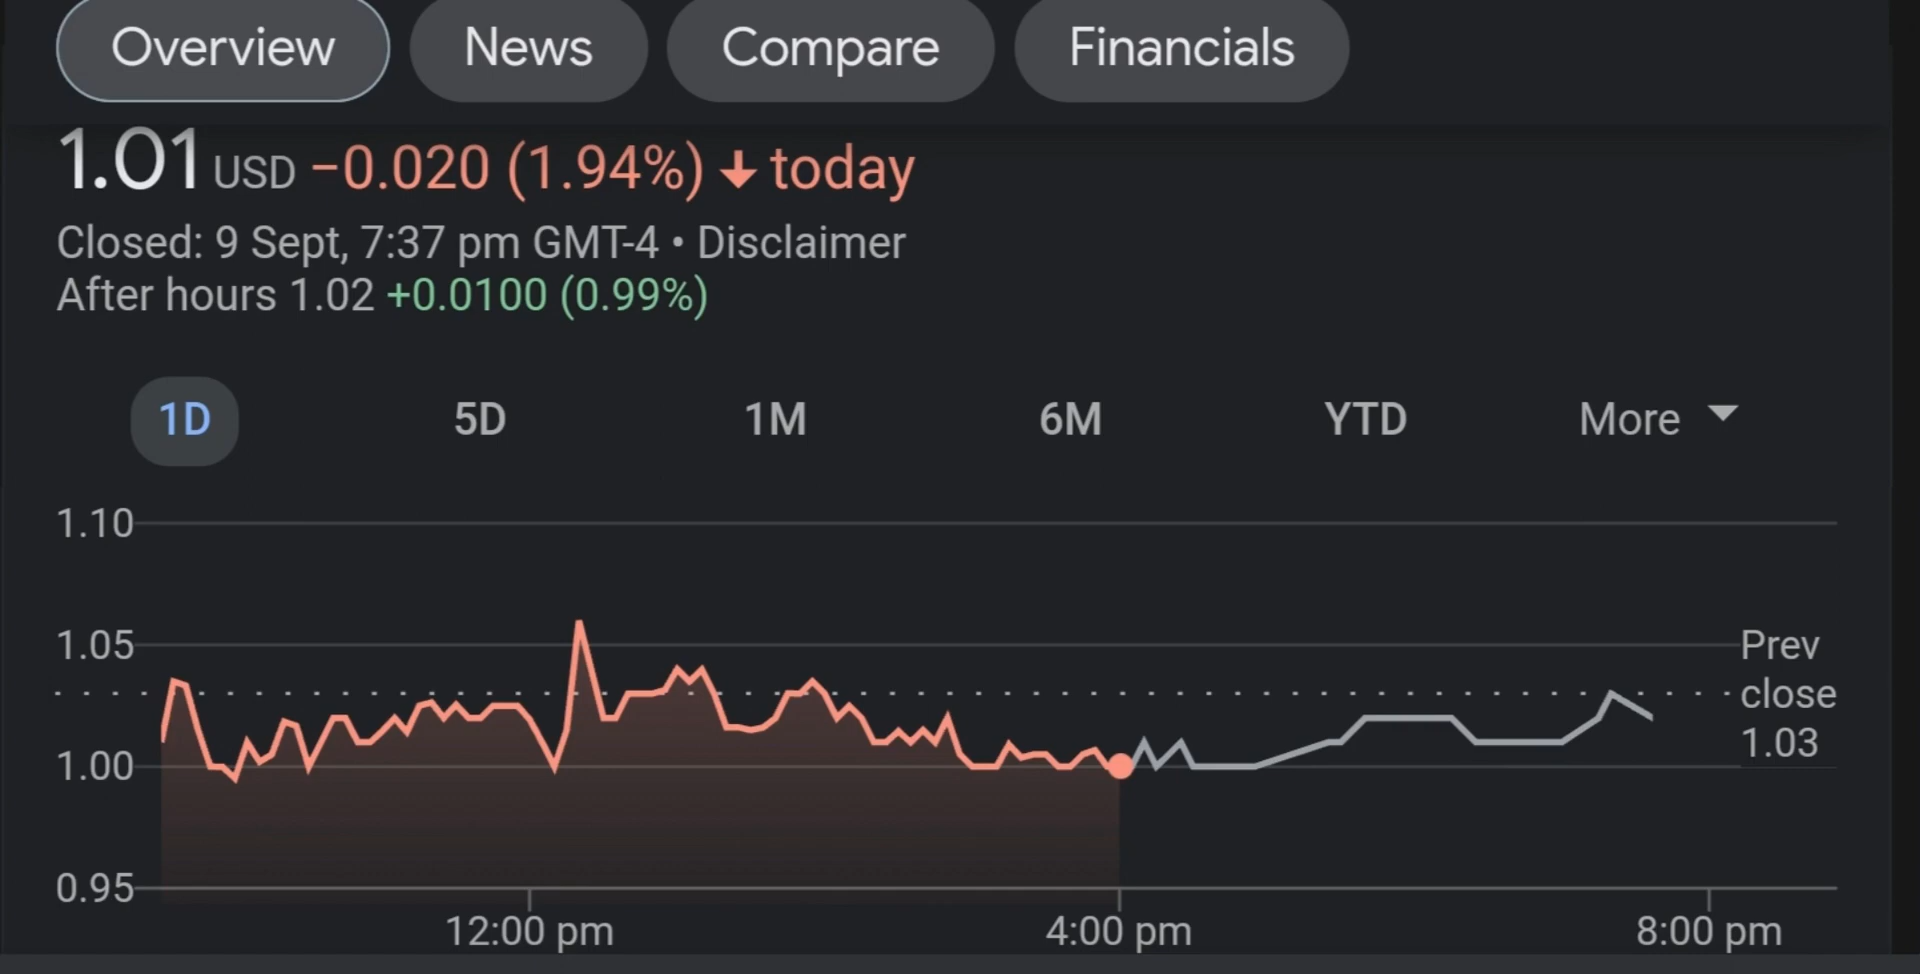 Overview News Compare Financials
1.01 USD −0.020 (1.94%) ↓ today
Closed: 9 Sept, 7:37 pm GMT-4 • Disclaimer
After hours 1.02 +0.0100 (0.99%)
1D 5D 1M 6M YTD More
1.10
1.05
1.00
0.95
Prev
close
1.03
12:00 pm 4:00 pm 8:00 pm